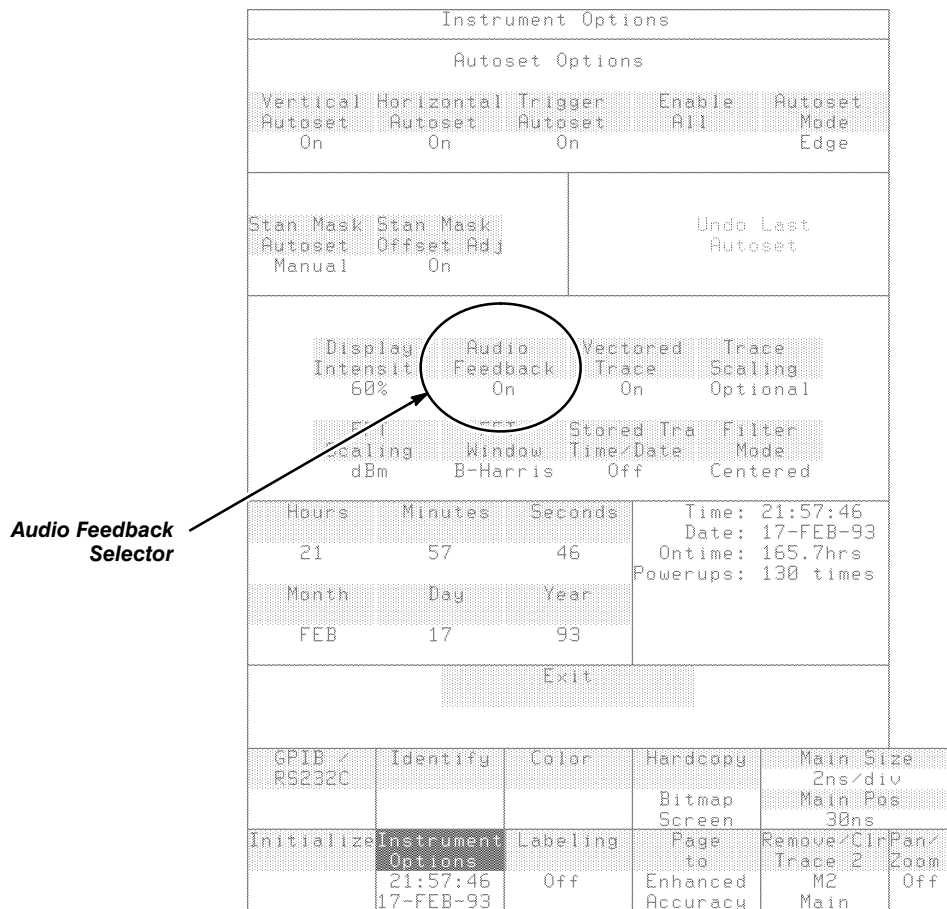 Instrument Options
Autoset Options
Vertical Horizontal Trigger Enable Autoset
Autoset Autoset Autoset All Mode
On On On Edge
Stan Mask Stan Mask Undo Last
Autoset Offset Adj Autoset
Manual On
Display Audio Vectored Trace
Intensit Feedback Trace Scaling
60% On On Optional
Stored Tra Filter
Scaling Window Time/Date Mode
dBm B-Harris Off Centered
Audio Feedback
Selector
Hours Minutes Seconds Time: 21:57:46
Date: 17-FEB-93
21 57 46 Ontime: 165.7hrs
Powerups: 130 times
Month Day Year
FEB 17 93
Exit
GPIB / Identify Color Hardcopy Main Size
RS232C 2ns/div
Bitmap Main Pos
Screen 30ns
Initialize Instrument Labeling Page Remove/Clr Pan/
Options to Trace 2 Zoom
21:57:46 Off Enhanced M2 Off
17-FEB-93 Accuracy Main